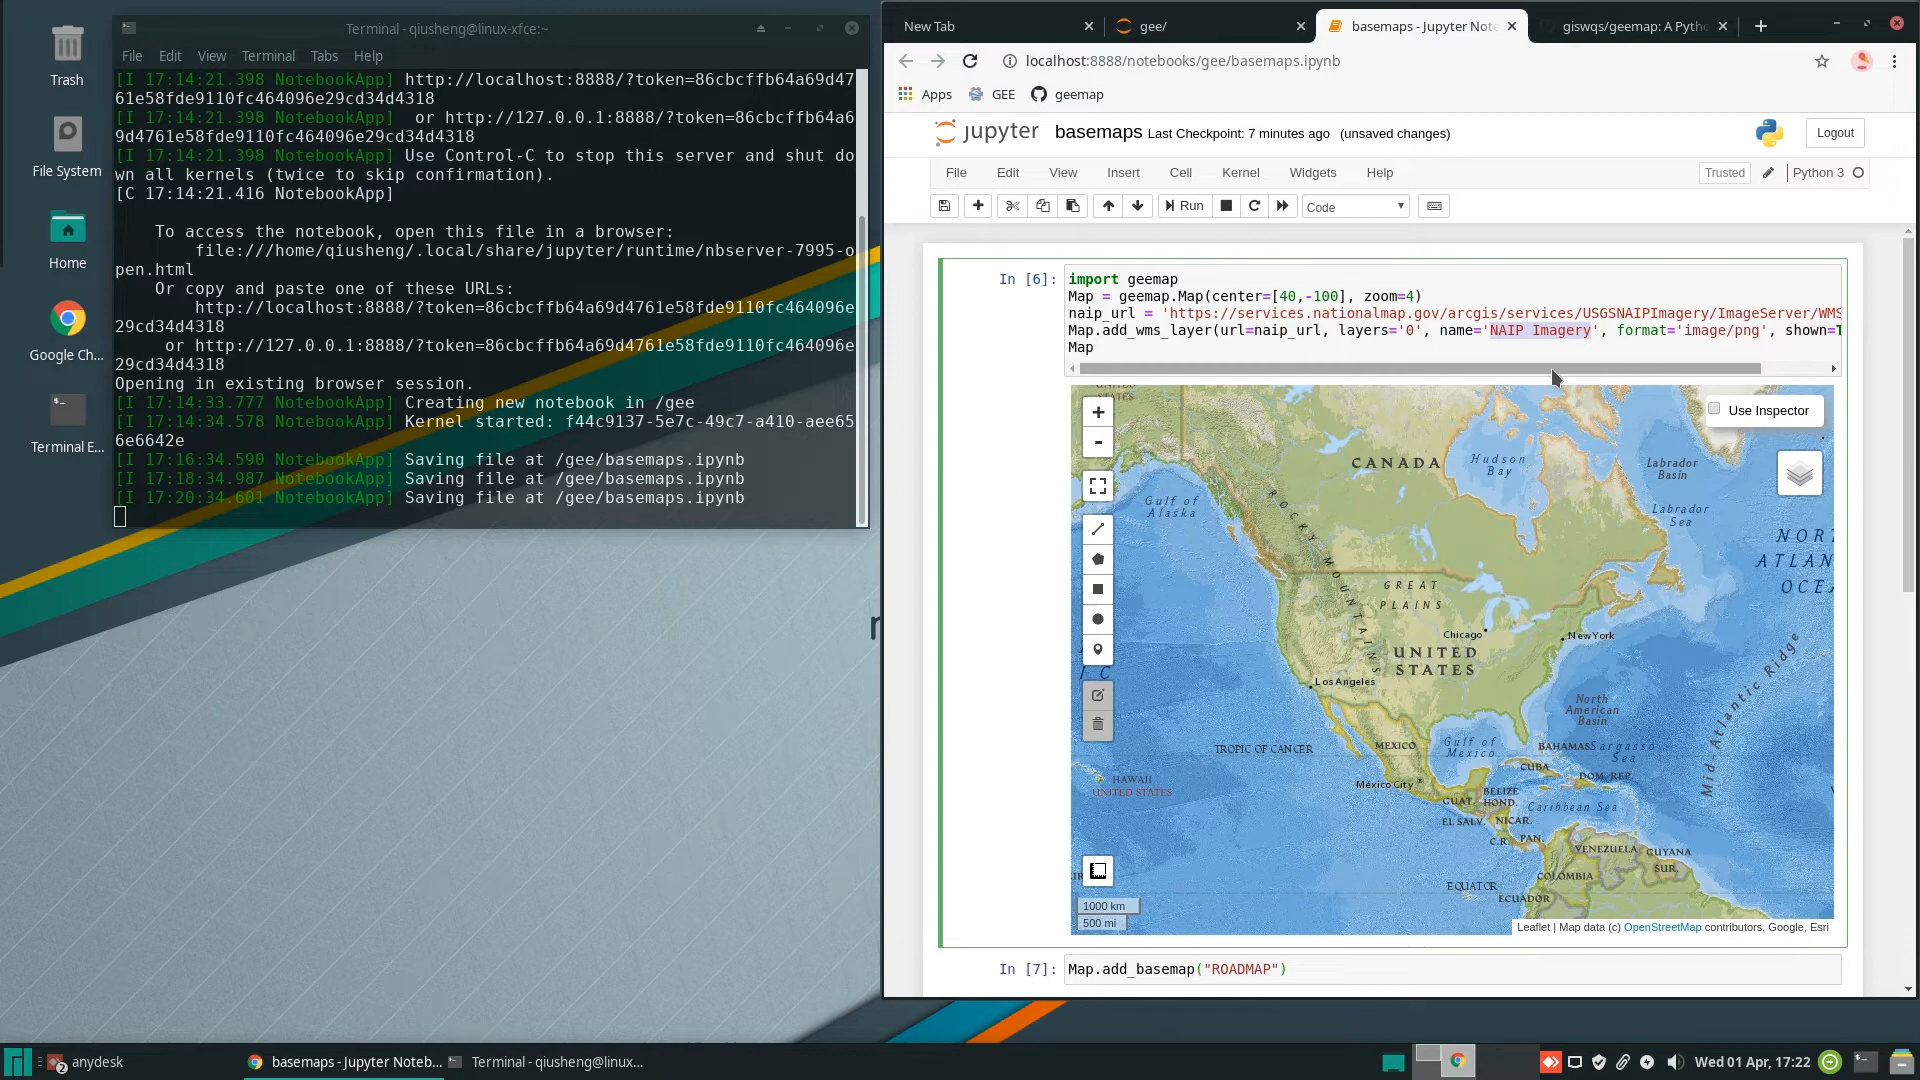 Trash
File System
Home
Google Ch...
Terminal E...
Terminal - qiusheng@linux-xfce:~
File Edit View Terminal Tabs Help
[I 17:14:21.398 NotebookApp] http://localhost:8888/?token=86cbcffb64a69d47
61e58fde9110fc464096e29cd34d4318
[I 17:14:21.398 NotebookApp]  or http://127.0.0.1:8888/?token=86cbcffb64a6
9d4761e58fde9110fc464096e29cd34d4318
[I 17:14:21.398 NotebookApp] Use Control-C to stop this server and shut do
wn all kernels (twice to skip confirmation).
[C 17:14:21.416 NotebookApp]
To access the notebook, open this file in a browser:
file:///home/qiusheng/.local/share/jupyter/runtime/nbserver-7995-o
pen.html
Or copy and paste one of these URLs:
http://localhost:8888/?token=86cbcffb64a69d4761e58fde9110fc464096e
29cd34d4318
or http://127.0.0.1:8888/?token=86cbcffb64a69d4761e58fde9110fc464096e
29cd34d4318
Opening in existing browser session.
[I 17:14:33.777 NotebookApp] Creating new notebook in /gee
[I 17:14:34.578 NotebookApp] Kernel started: f44c9137-5e7c-49c7-a410-aee65
6e6642e
[I 17:16:34.590 NotebookApp] Saving file at /gee/basemaps.ipynb
[I 17:18:34.987 NotebookApp] Saving file at /gee/basemaps.ipynb
[I 17:20:34.601 NotebookApp] Saving file at /gee/basemaps.ipynb
New Tab
gee/
basemaps - Jupyter Note
giswqs/geemap: A Pytho
localhost:8888/notebooks/gee/basemaps.ipynb
Apps GEE geemap
jupyter basemaps Last Checkpoint: 7 minutes ago (unsaved changes)
Logout
File Edit View Insert Cell Kernel Widgets Help
Trusted
Python 3
Run
Code
In [6]:
import geemap
Map = geemap.Map(center=[40,-100], zoom=4)
naip_url = 'https://services.nationalmap.gov/arcgis/services/USGSNAIPImagery/ImageServer/WMS
Map.add_wms_layer(url=naip_url, layers='0', name='NAIP Imagery', format='image/png', shown=T
Map
+
-
Use Inspector
UNITED
STATES
CANADA
Hudson
Bay
Labrador
Basin
Labrador
Sea
Gulf of
Alaska
ROCKY MOUNTAINS
GREAT
PLAINS
Chicago
New York
UNITED
STATES
Los Angeles
North
American
Basin
Mid-Atlantic Ridge
TROPIC OF CANCER
MEXICO
Gulf of
Mexico
BAHAMAS
Sargasso
Sea
CUBA
DOM. REP.
HAWAII
UNITED STATES
México City
BELIZE
GUAT. HOND.
Caribbean Sea
EL SALV. NICAR.
C.R. PAN.
VENEZUELA
GUYANA
SUR.
COLOMBIA
EQUATOR
ECUADOR
1000 km
500 mi
Leaflet | Map data (c) OpenStreetMap contributors, Google, Esri
In [7]:
Map.add_basemap("ROADMAP")
2
anydesk
basemaps - Jupyter Noteb...
Terminal - qiusheng@linux...
Wed 01 Apr, 17:22